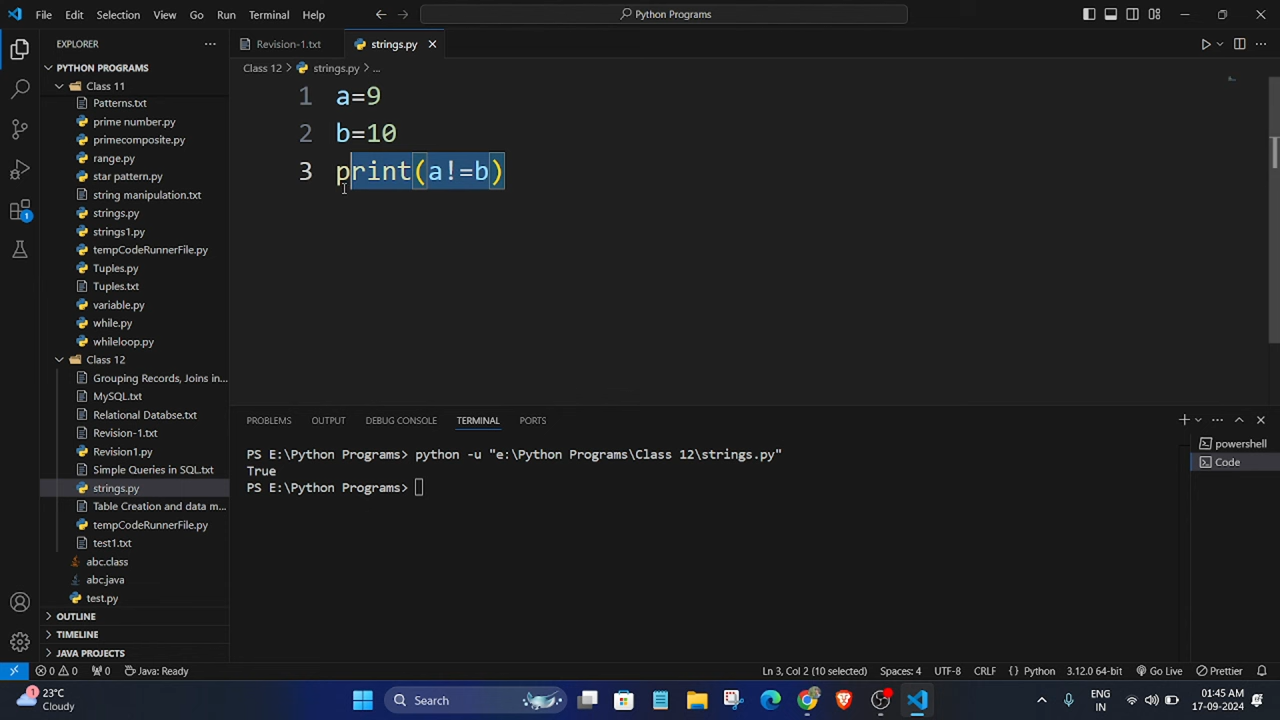 File Edit Selection View Go Run Terminal Help
Python Programs
EXPLORER
PYTHON PROGRAMS
Class 11
Patterns.txt
prime number.py
primecomposite.py
range.py
star pattern.py
string manipulation.txt
strings.py
strings1.py
tempCodeRunnerFile.py
Tuples.py
Tuples.txt
variable.py
while.py
whileloop.py
Class 12
Grouping Records, Joins in...
MySQL.txt
Relational Databse.txt
Revision-1.txt
Revision1.py
Simple Queries in SQL.txt
strings.py
Table Creation and data m...
tempCodeRunnerFile.py
test1.txt
abc.class
abc.java
test.py
OUTLINE
TIMELINE
JAVA PROJECTS
Revision-1.txt strings.py
Class 12 > strings.py > ...
1 a=9
2 b=10
3 print(a!=b)
PROBLEMS OUTPUT DEBUG CONSOLE TERMINAL PORTS
PS E:\Python Programs> python -u "e:\Python Programs\Class 12\strings.py"
True
PS E:\Python Programs>
powershell
Code
0 0 0 Java: Ready
Ln 3, Col 2 (10 selected) Spaces: 4 UTF-8 CRLF {} Python 3.12.0 64-bit Go Live Prettier
1
23°C
Cloudy
Search
ENG
IN
01:45 AM
17-09-2024